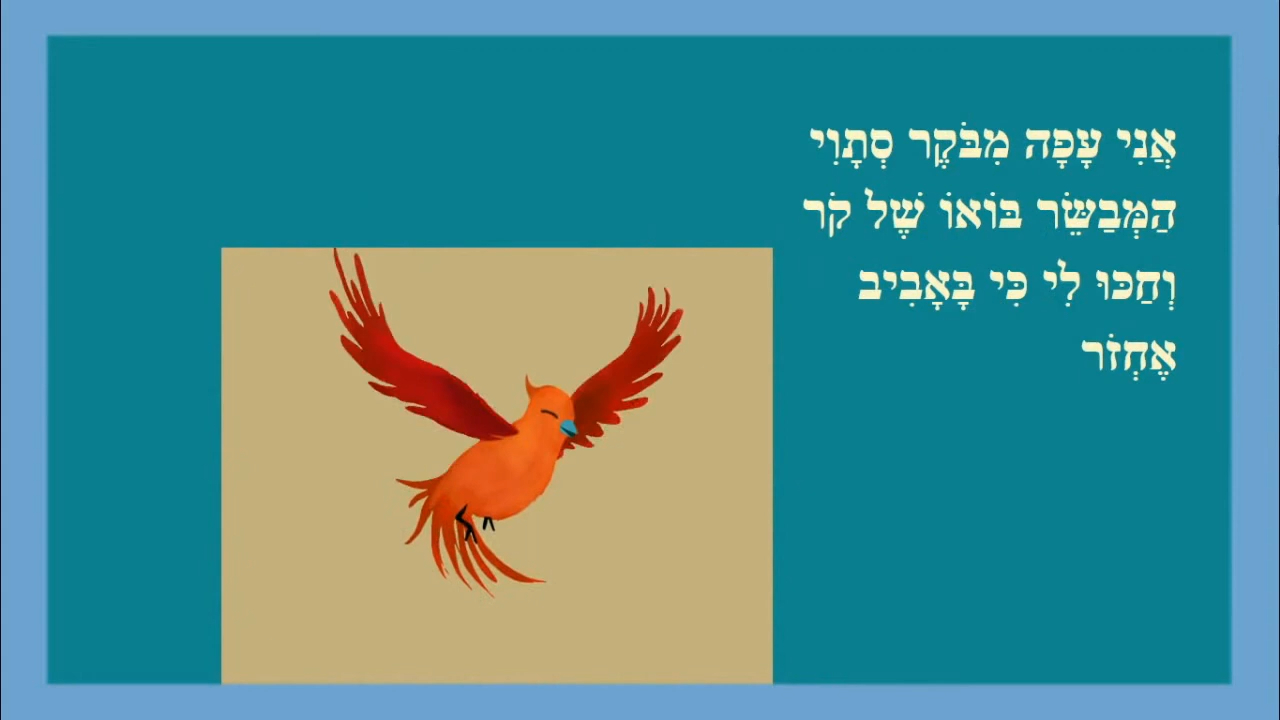 אֲנִי עָפָה מִבֹּקֶר סְתָוִי
הַמְּבַשֵּׂר בּוֹאוֹ שֶׁל קֹר
וְחַכּוּ לִי כִּי בָּאָבִיב
אֶחְזֹר